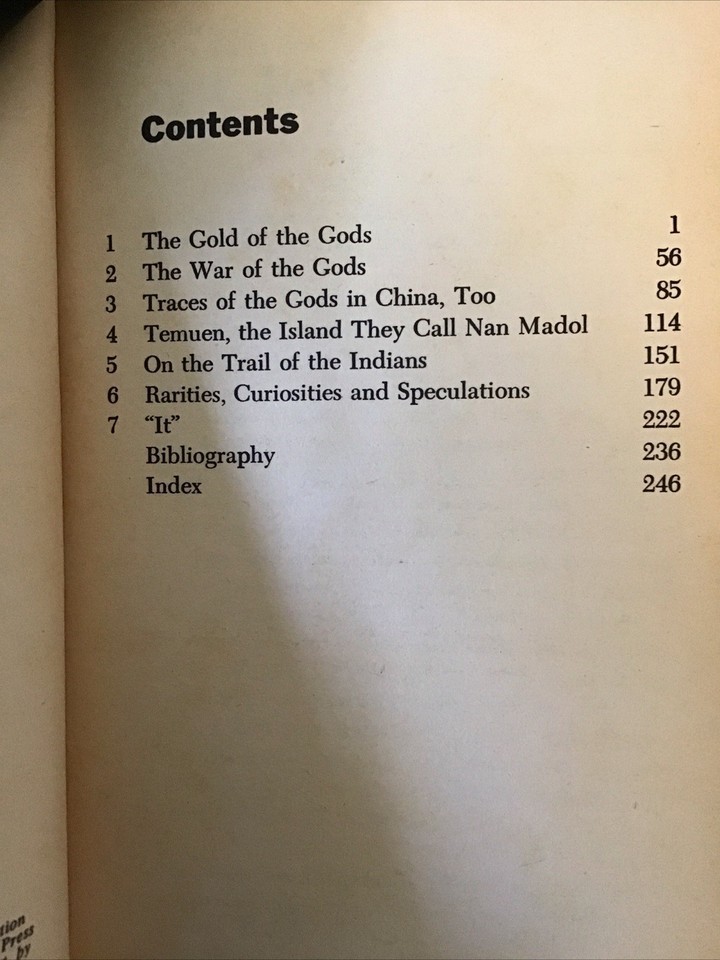 Contents
1 The Gold of the Gods 1
2 The War of the Gods 56
3 Traces of the Gods in China, Too 85
4 Temuen, the Island They Call Nan Madol 114
5 On the Trail of the Indians 151
6 Rarities, Curiosities and Speculations 179
7 “It” 222
Bibliography 236
Index 246
tion
Press
by